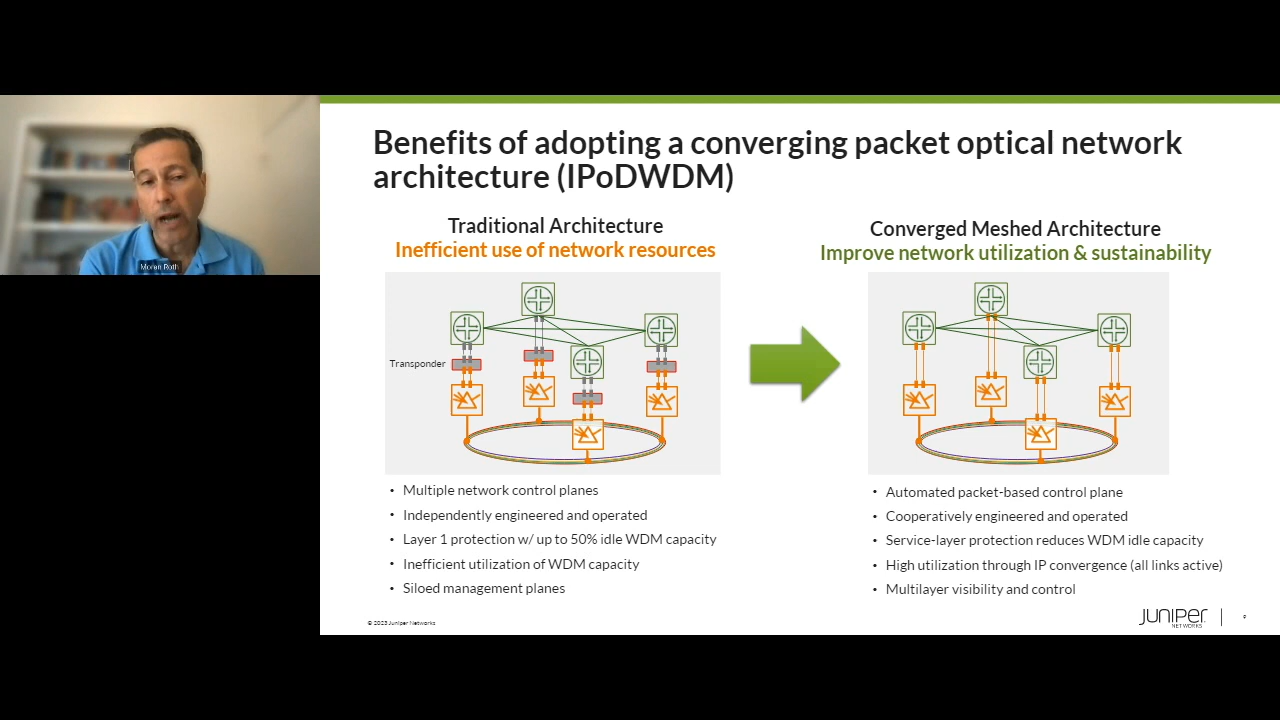 Moran Roth
Benefits of adopting a converging packet optical network
architecture (IPoDWDM)
Traditional Architecture
Inefficient use of network resources
Transponder
• Multiple network control planes
• Independently engineered and operated
• Layer 1 protection w/ up to 50% idle WDM capacity
• Inefficient utilization of WDM capacity
• Siloed management planes
Converged Meshed Architecture
Improve network utilization & sustainability
• Automated packet-based control plane
• Cooperatively engineered and operated
• Service-layer protection reduces WDM idle capacity
• High utilization through IP convergence (all links active)
• Multilayer visibility and control
© 2023 Juniper Networks
JUNIPER
NETWORKS
9